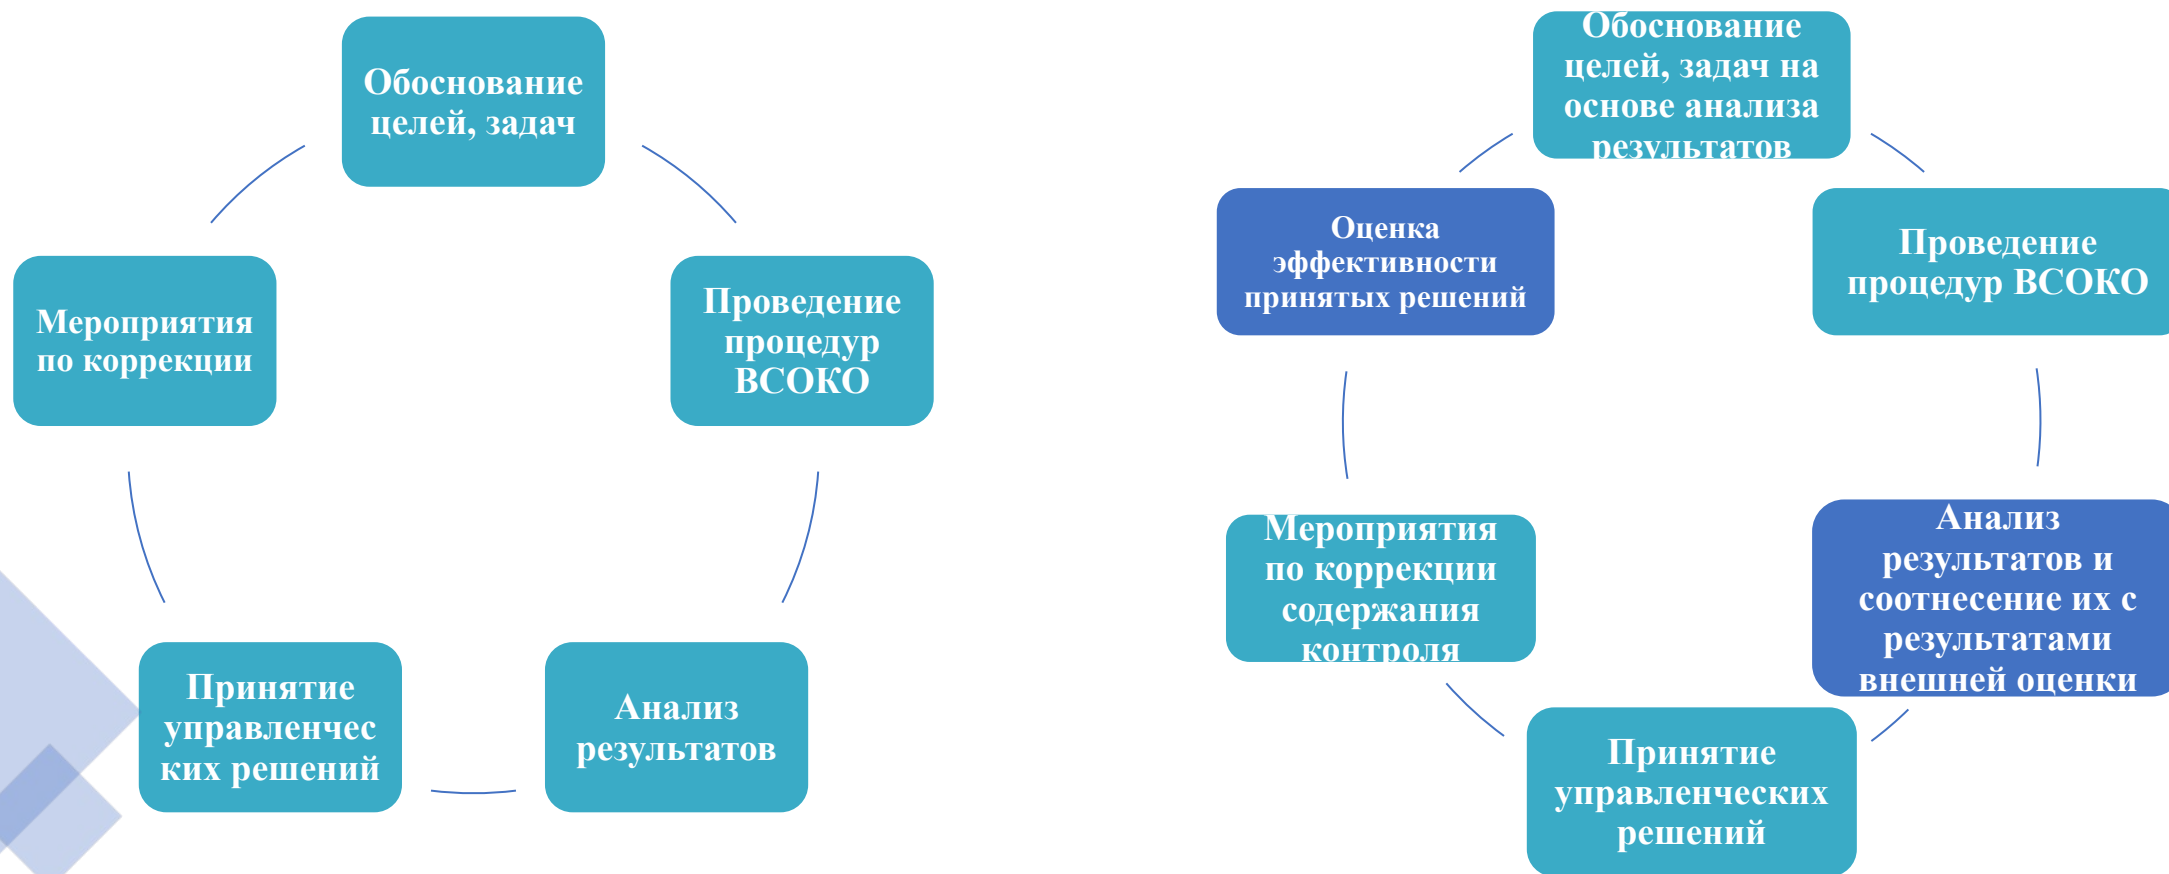 Обоснование
целей, задач
Проведение
процедур
ВСОКО
Анализ
результатов
Принятие
управленчес
ких решений
Мероприятия
по коррекции
Обоснование
целей, задач на
основе анализа
результатов
Проведение
процедур ВСОКО
Анализ
результатов и
соотнесение их с
результатами
внешней оценки
Принятие
управленческих
решений
Мероприятия
по коррекции
содержания
контроля
Оценка
эффективности
принятых решений